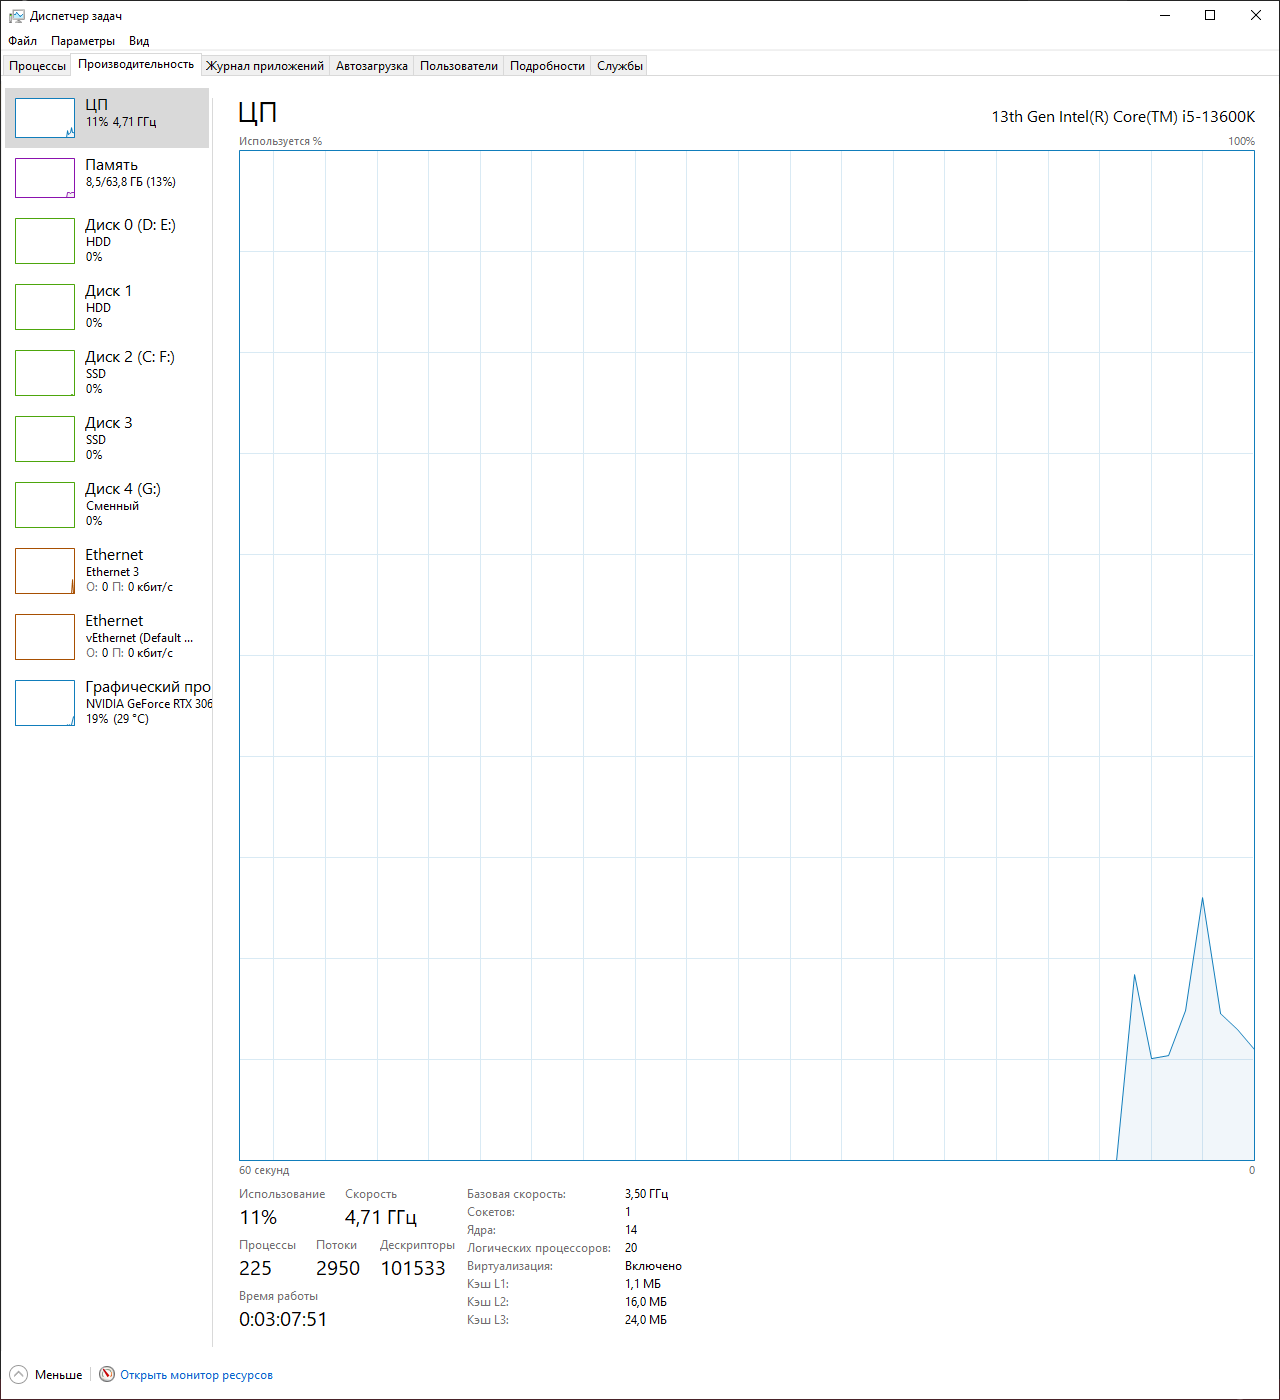 Диспетчер задач
Файл Параметры Вид
Процессы Производительность Журнал приложений Автозагрузка Пользователи Подробности Службы
ЦП
11% 4,71 ГГц
Память
8,5/63,8 ГБ (13%)
Диск 0 (D: E:)
HDD
0%
Диск 1
HDD
0%
Диск 2 (C: F:)
SSD
0%
Диск 3
SSD
0%
Диск 4 (G:)
Сменный
0%
Ethernet
Ethernet 3
О: 0 П: 0 кбит/с
Ethernet
vEthernet (Default ...
О: 0 П: 0 кбит/с
Графический про
NVIDIA GeForce RTX 306
19% (29 °C)
ЦП
13th Gen Intel(R) Core(TM) i5-13600K
Используется %
100%
60 секунд
0
Использование Скорость
11% 4,71 ГГц
Процессы Потоки Дескрипторы
225 2950 101533
Время работы
0:03:07:51
Базовая скорость: 3,50 ГГц
Сокетов: 1
Ядра: 14
Логических процессоров: 20
Виртуализация: Включено
Кэш L1: 1,1 МБ
Кэш L2: 16,0 МБ
Кэш L3: 24,0 МБ
Меньше
Открыть монитор ресурсов